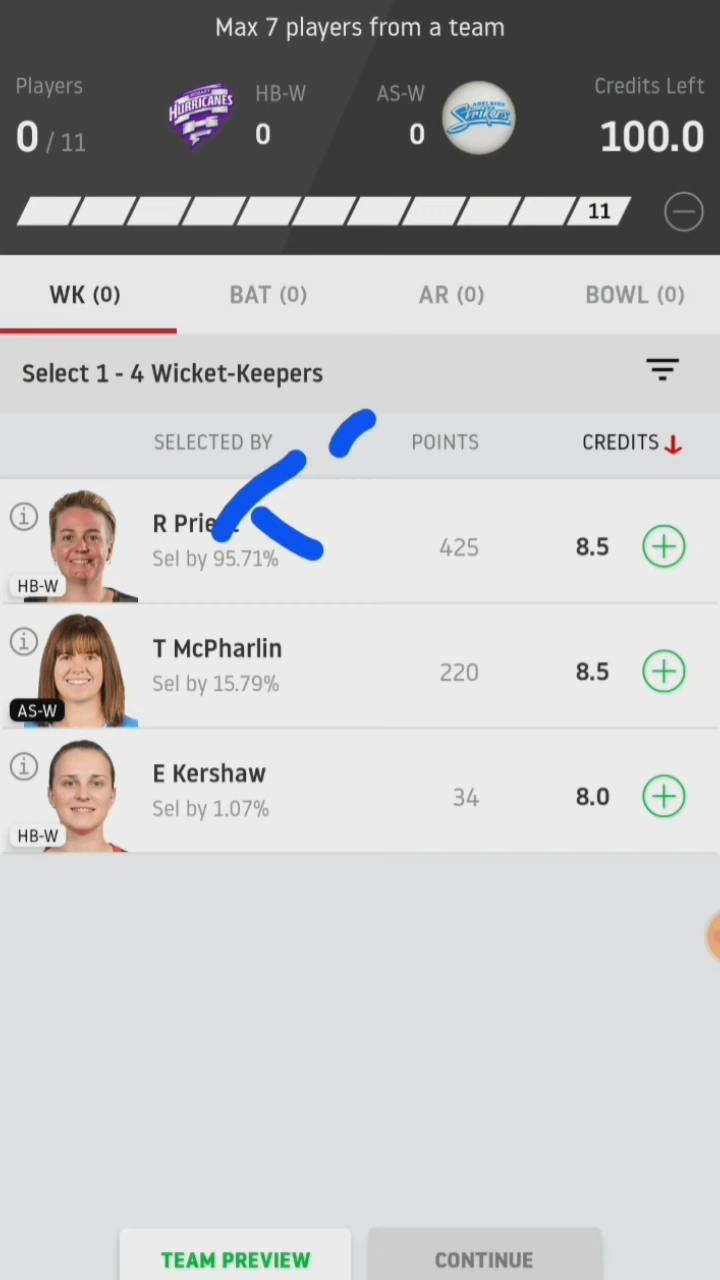 Max 7 players from a team
Players HB-W AS-W Credits Left
0 / 11 HURRICANES 0 0 ADELAIDE Strikers 100.0
11
WK (0) BAT (0) AR (0) BOWL (0)
Select 1 - 4 Wicket-Keepers
SELECTED BY POINTS CREDITS
R Prie
Sel by 95.71% 425 8.5
HB-W
T McPharlin
Sel by 15.79% 220 8.5
AS-W
E Kershaw
Sel by 1.07% 34 8.0
HB-W
TEAM PREVIEW CONTINUE